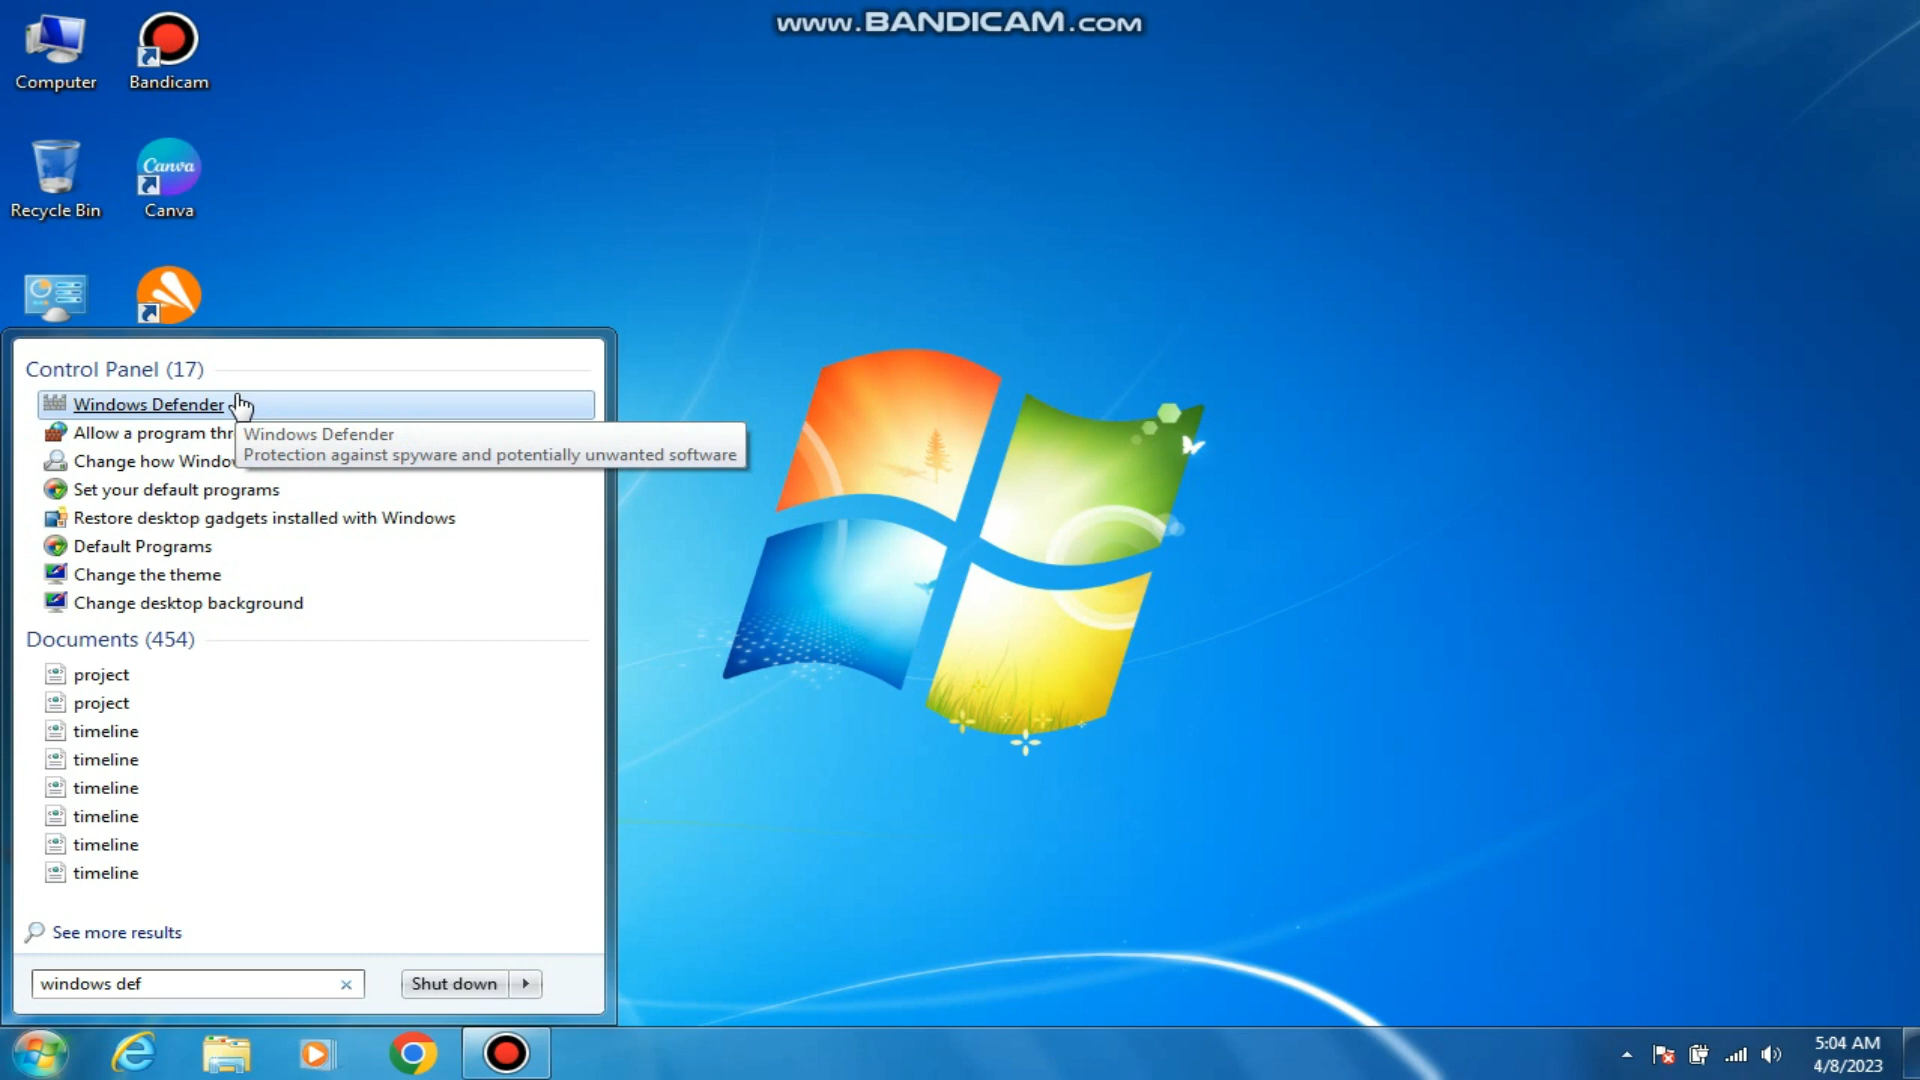 www.BANDICAM.com
Computer
Bandicam
Recycle Bin
Canva
Canva
Control Panel (17)
Windows Defender
Allow a program thr
Change how Windo
Windows Defender
Protection against spyware and potentially unwanted software
Set your default programs
Restore desktop gadgets installed with Windows
Default Programs
Change the theme
Change desktop background
Documents (454)
project
project
timeline
timeline
timeline
timeline
timeline
timeline
See more results
windows def
Shut down
5:04 AM
4/8/2023